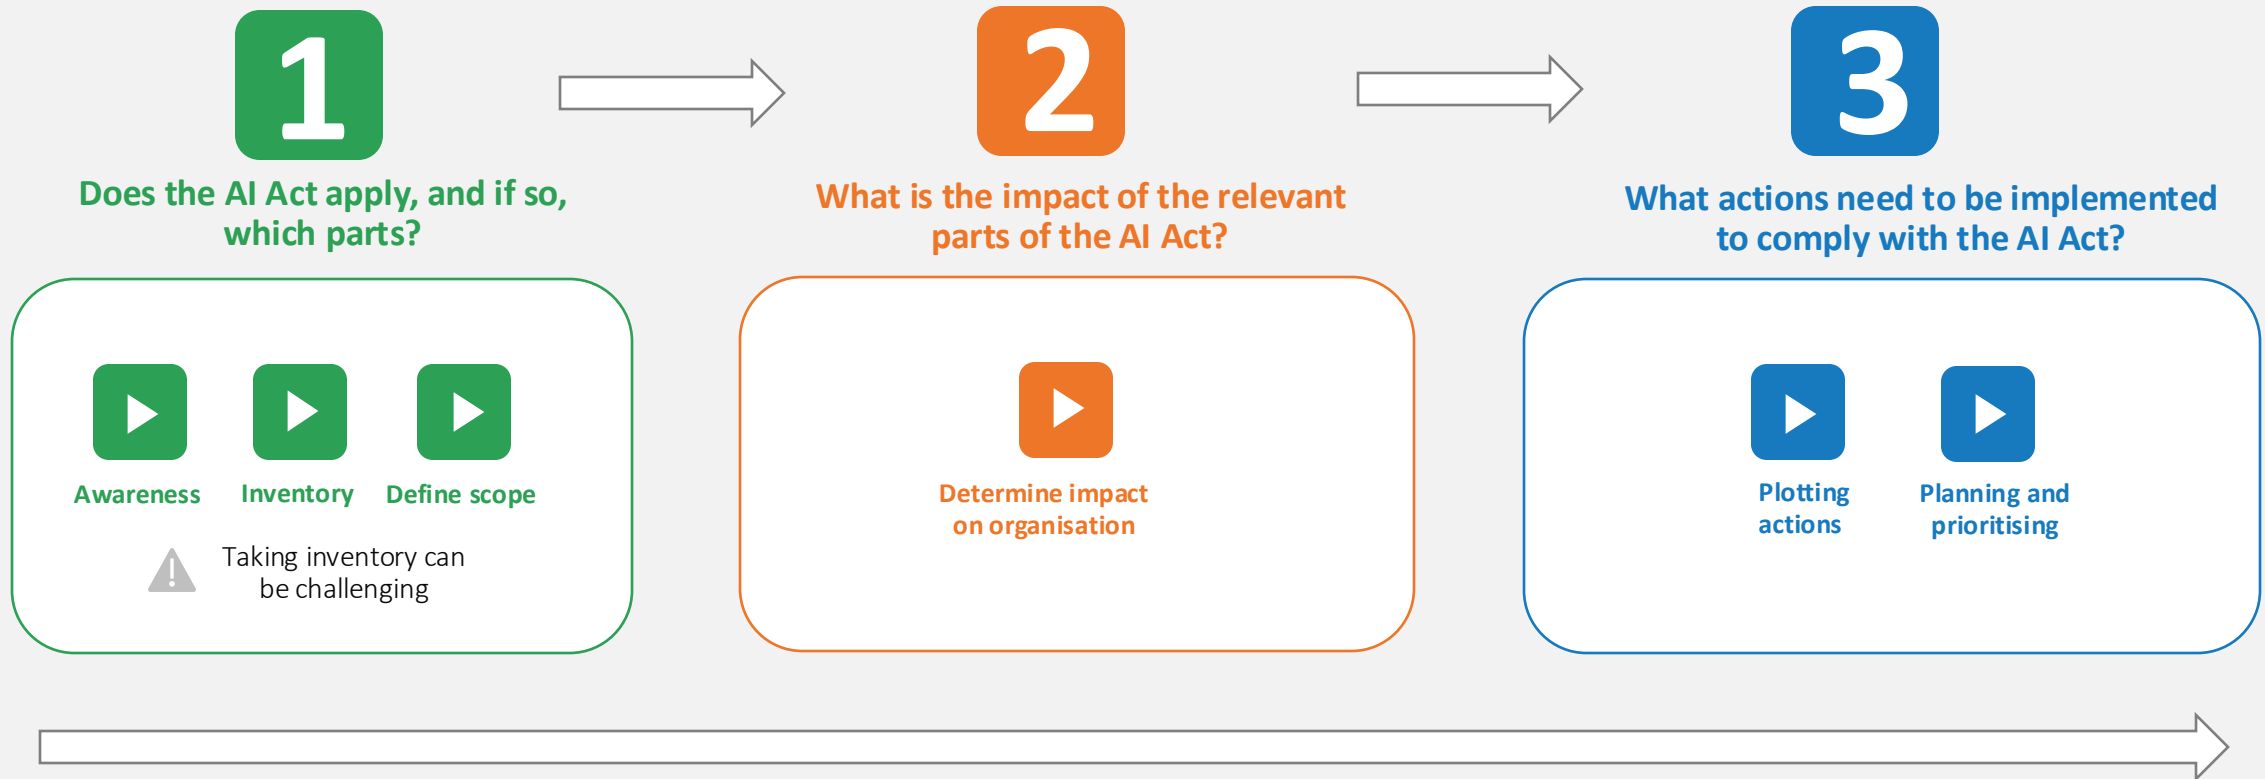 1
Does the AI Act apply, and if so,
which parts?
Awareness
Inventory
Define scope
Taking inventory can
be challenging
2
What is the impact of the relevant
parts of the AI Act?
Determine impact
on organisation
3
What actions need to be implemented
to comply with the AI Act?
Plotting
actions
Planning and
prioritising